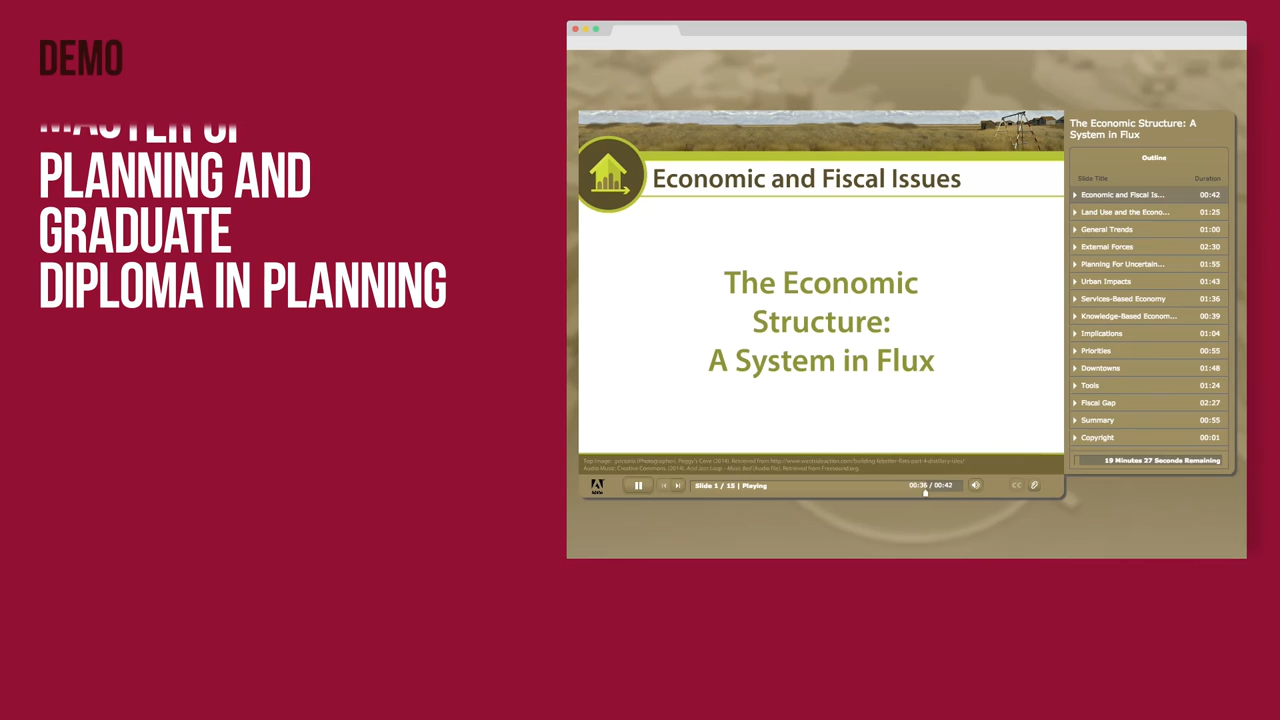 DEMO
MASTER OF
PLANNING AND
GRADUATE
DIPLOMA IN PLANNING
Economic and Fiscal Issues
The Economic
Structure:
A System in Flux
Slide 1 / 15 | Playing
00:36 / 00:42
CC
The Economic Structure: A
System in Flux
Outline
Slide Title Duration
Economic and Fiscal Is... 00:42
Land Use and the Econo... 01:25
General Trends 01:00
External Forces 02:30
Planning For Uncertain... 01:55
Urban Impacts 01:43
Services-Based Economy 01:36
Knowledge-Based Econom... 00:39
Implications 01:04
Priorities 00:55
Downtowns 01:48
Tools 01:24
Fiscal Gap 02:27
Summary 00:55
Copyright 00:01
19 Minutes 27 Seconds Remaining